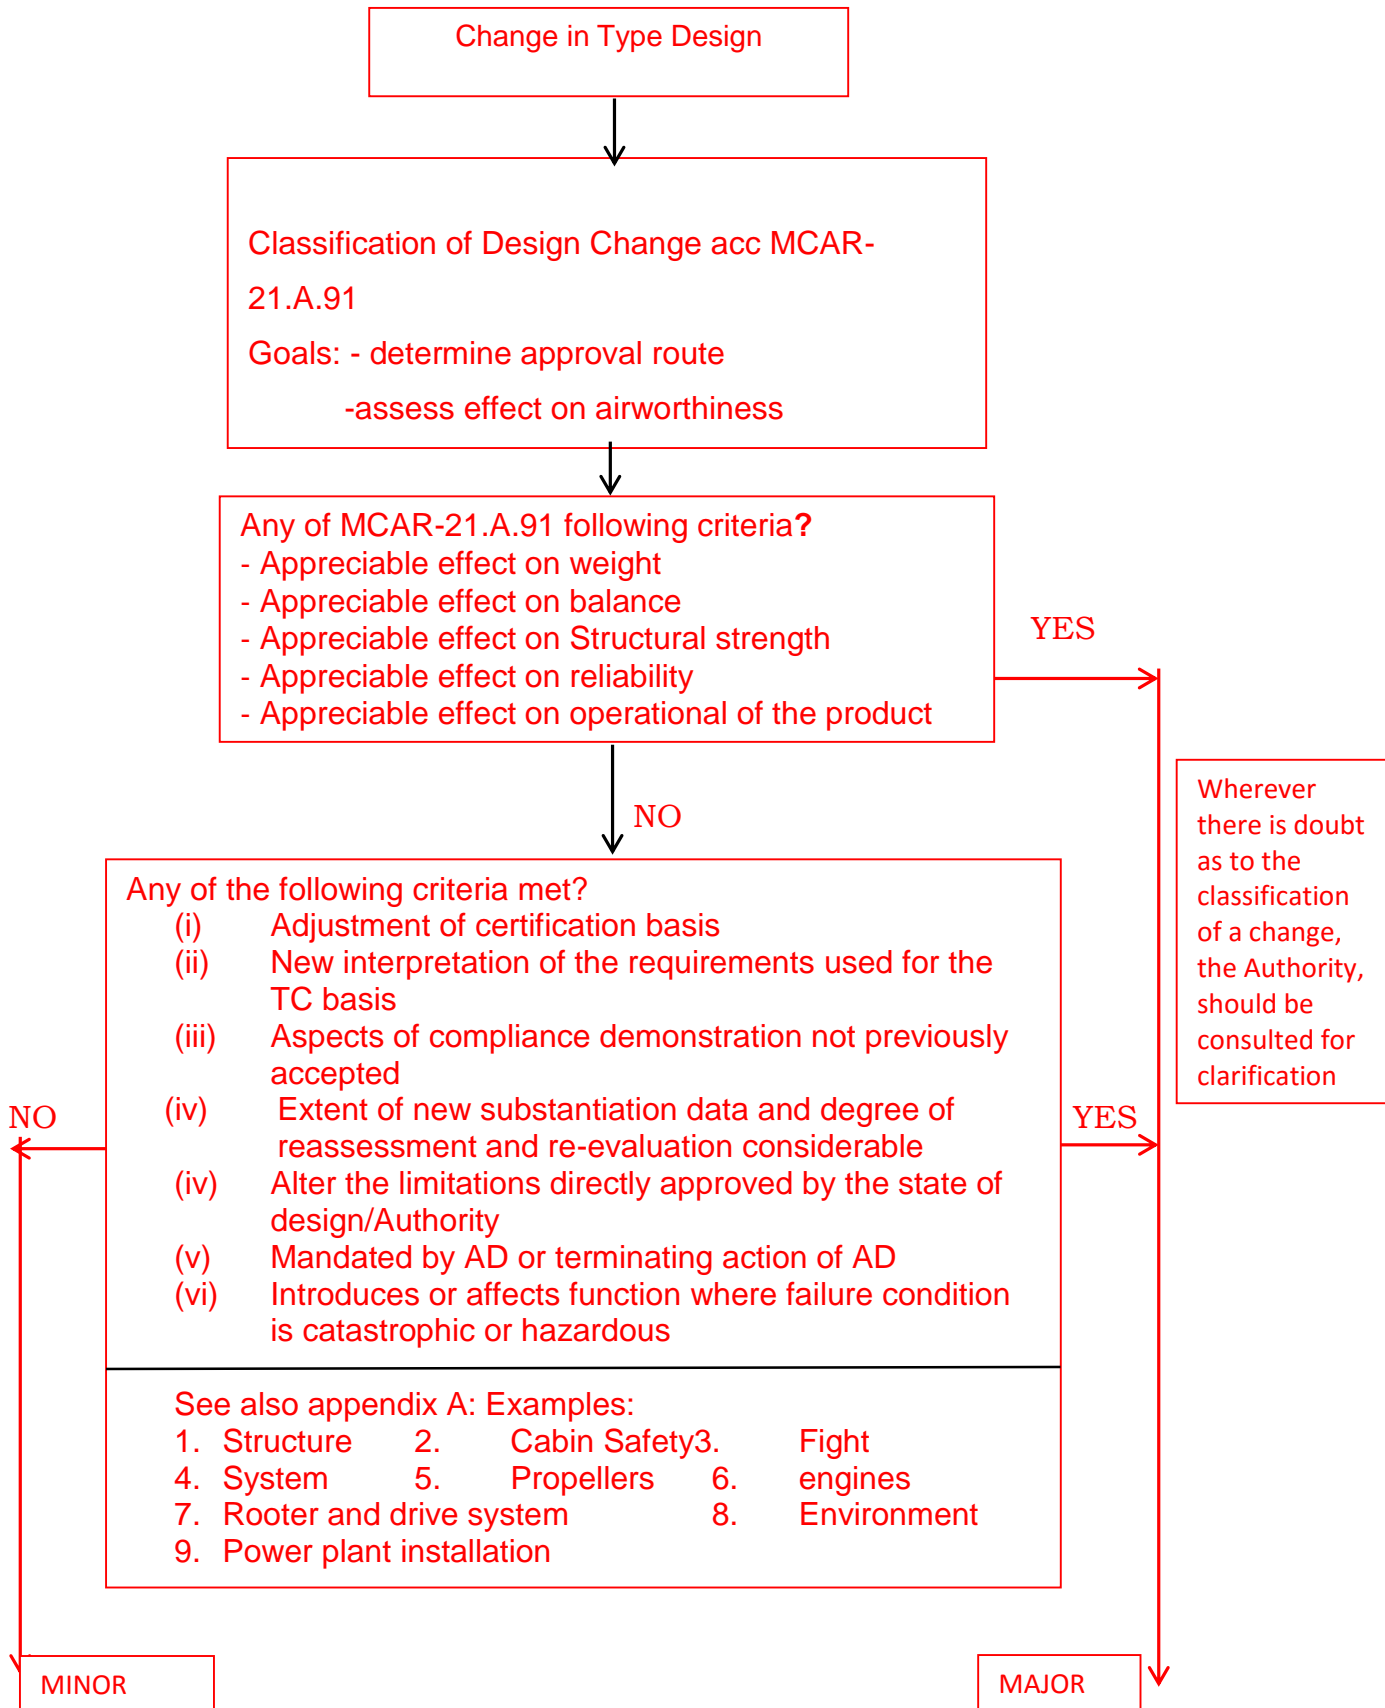 Change in Type Design
Classification of Design Change acc MCAR-
21.A.91
Goals: - determine approval route
-assess effect on airworthiness
Any of MCAR-21.A.91 following criteria?
- Appreciable effect on weight
- Appreciable effect on balance
- Appreciable effect on Structural strength
- Appreciable effect on reliability
- Appreciable effect on operational of the product
YES
NO
Wherever
there is doubt
as to the
classification
of a change,
the Authority,
should be
consulted for
clarification
Any of the following criteria met?
(i) Adjustment of certification basis
(ii) New interpretation of the requirements used for the
TC basis
(iii) Aspects of compliance demonstration not previously
accepted
(iv) Extent of new substantiation data and degree of
reassessment and re-evaluation considerable
(iv) Alter the limitations directly approved by the state of
design/Authority
(v) Mandated by AD or terminating action of AD
(vi) Introduces or affects function where failure condition
is catastrophic or hazardous
NO
YES
See also appendix A: Examples:
1. Structure 2. Cabin Safety3. Fight
4. System 5. Propellers 6. engines
7. Rooter and drive system 8. Environment
9. Power plant installation
MINOR
MAJOR